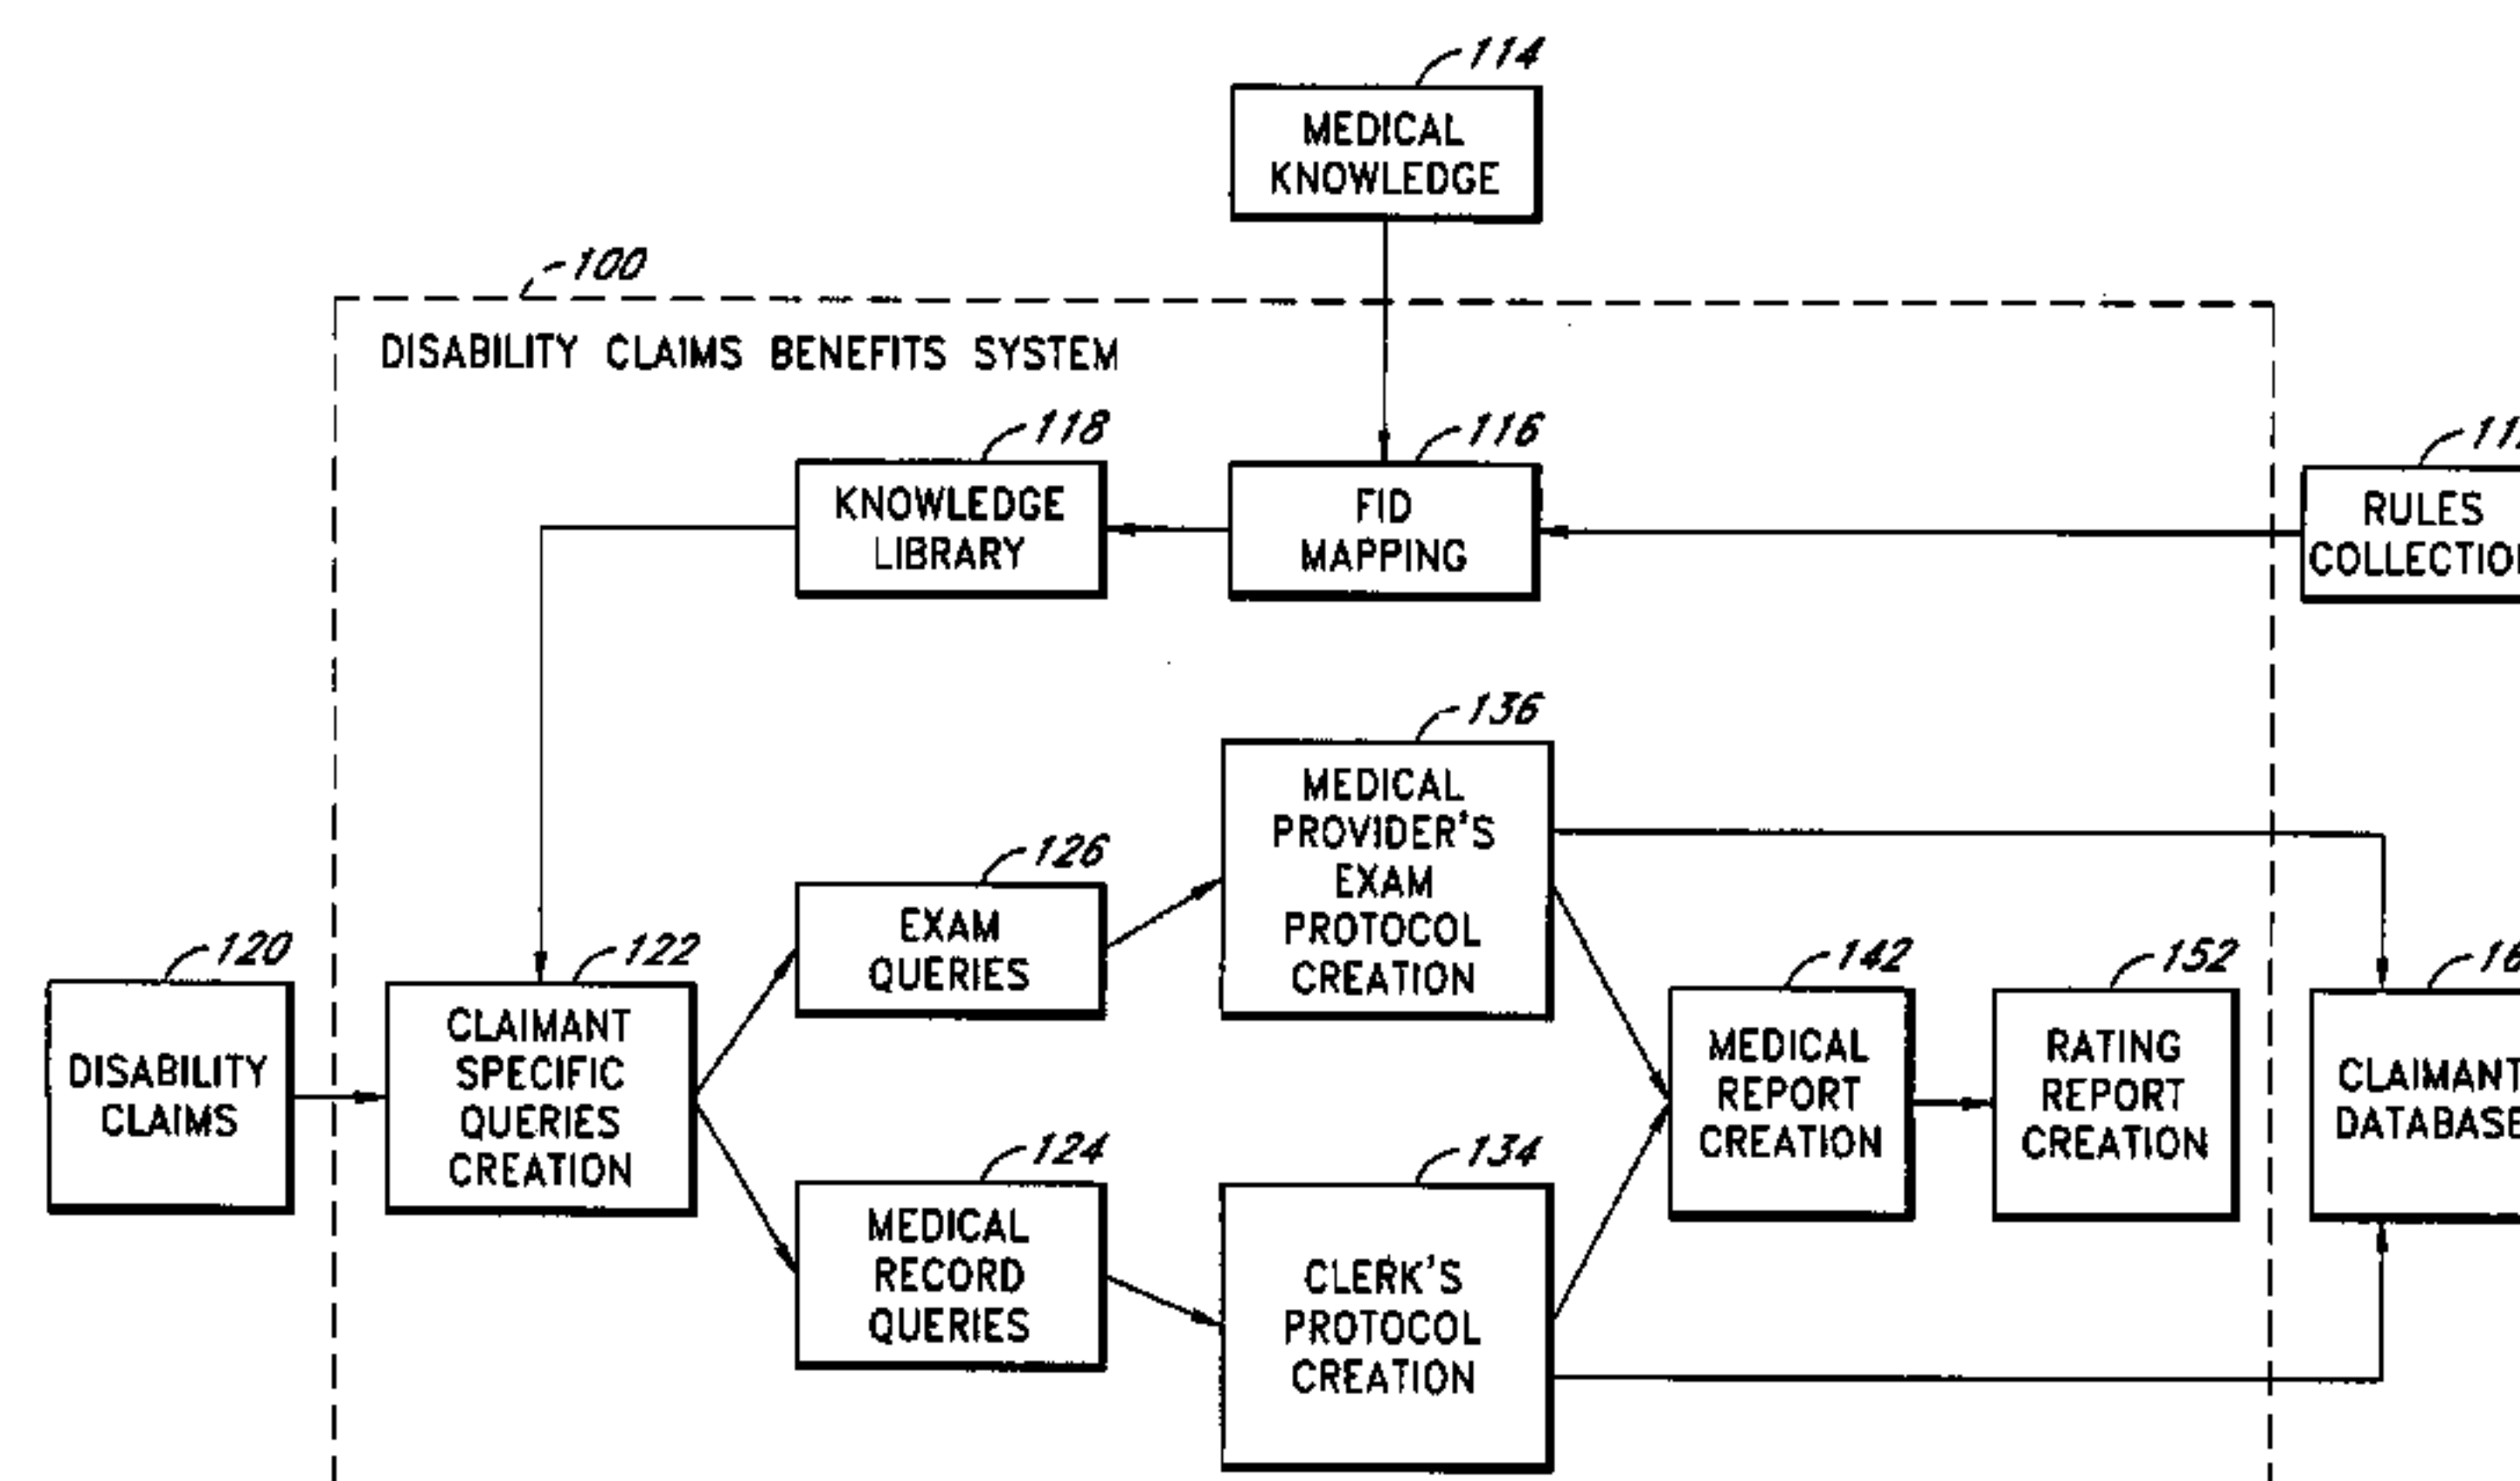 114
MEDICAL
KNOWLEDGE
100
DISABILITY CLAIMS BENEFITS SYSTEM
118
KNOWLEDGE
LIBRARY
116
FID
MAPPING
RULES
136
MEDICAL
PROVIDER'S
EXAM
PROTOCOL
CREATION
126
EXAM
QUERIES
120
DISABILITY
CLAIMS
122
CLAIMANT
SPECIFIC
QUERIES
CREATION
124
MEDICAL
RECORD
QUERIES
134
CLERK'S
PROTOCOL
CREATION
142
MEDICAL
REPORT
CREATION
152
RATING
REPORT
CREATION
CLAIMANT
DATABASE